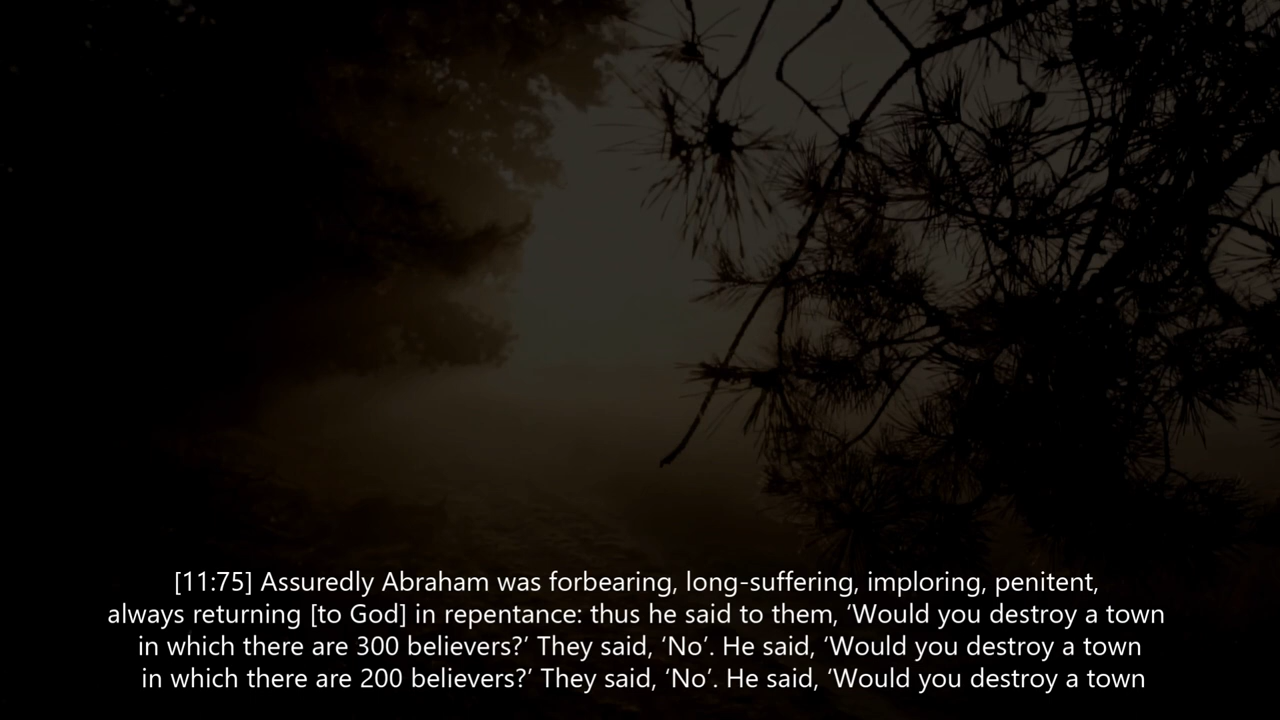 [11:75] Assuredly Abraham was forbearing, long-suffering, imploring, penitent,
always returning [to God] in repentance: thus he said to them, ‘Would you destroy a town
in which there are 300 believers?’ They said, ‘No’. He said, ‘Would you destroy a town
in which there are 200 believers?’ They said, ‘No’. He said, ‘Would you destroy a town